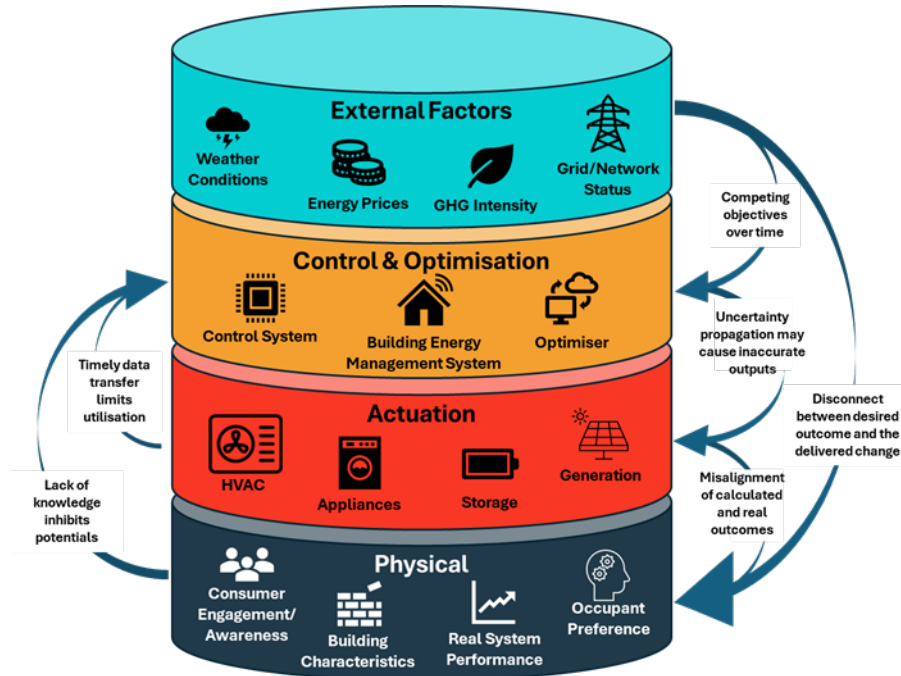 External Factors
Weather
Conditions
Energy Prices
GHG Intensity
Grid/Network
Status
Competing
objectives
over time
Control & Optimisation
Control System
Building Energy
Management System
Optimiser
Uncertainty
propagation may
cause inaccurate
outputs
Timely data
transfer
limits
utilisation
Actuation
HVAC
Appliances
Storage
Generation
Disconnect
between desired
outcome and the
delivered change
Lack of
knowledge
inhibits
potentials
Misalignment
of calculated
and real
outcomes
Physical
Consumer
Engagement/
Awareness
Building
Characteristics
Real System
Performance
Occupant
Preference